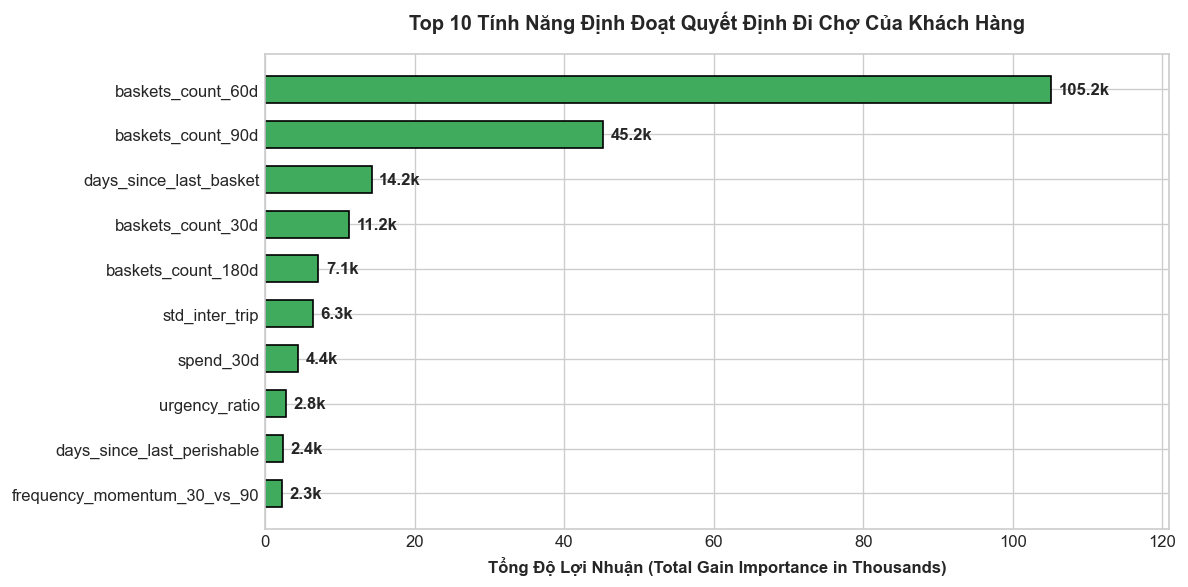 Top 10 Tính Năng Định Đoạt Quyết Định Đi Chợ Của Khách Hàng
baskets_count_60d 105.2k
baskets_count_90d 45.2k
days_since_last_basket 14.2k
baskets_count_30d 11.2k
baskets_count_180d 7.1k
std_inter_trip 6.3k
spend_30d 4.4k
urgency_ratio 2.8k
days_since_last_perishable 2.4k
frequency_momentum_30_vs_90 2.3k
0 20 40 60 80 100 120
Tổng Độ Lợi Nhuận (Total Gain Importance in Thousands)